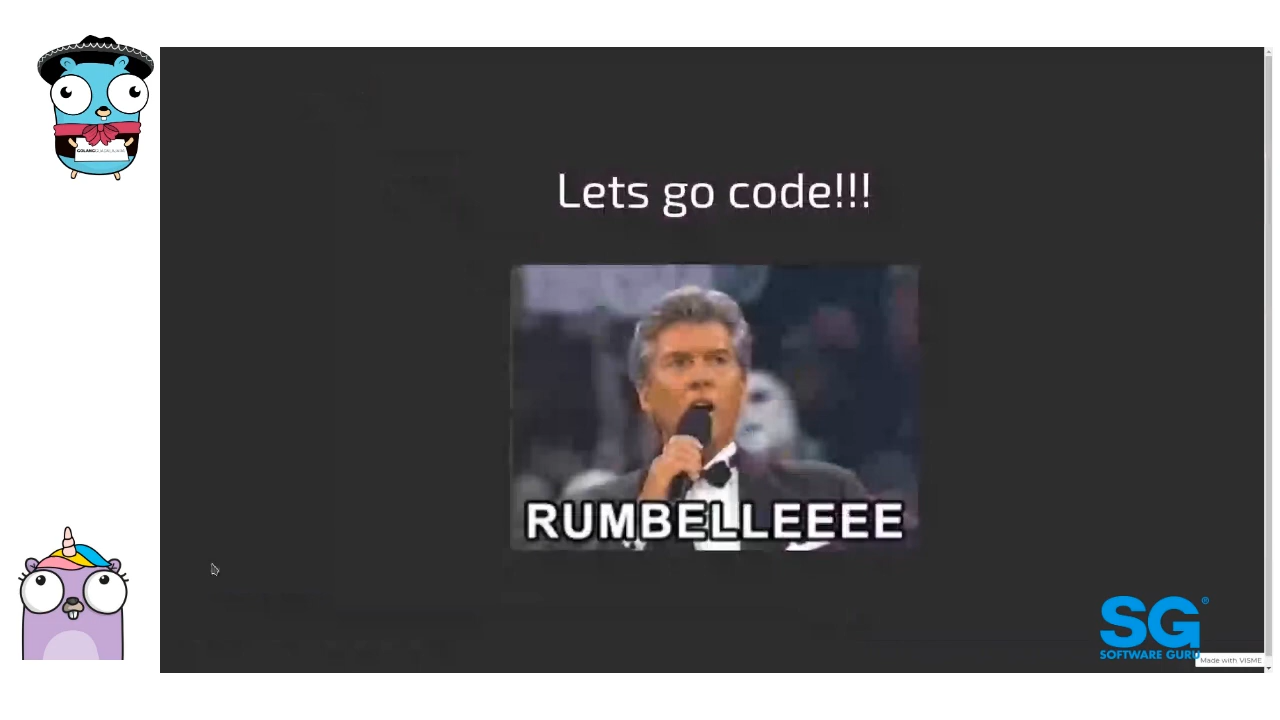 Lets go code!!!
RUMBELLEEEE
SG®
SOFTWARE GURU
Made with VISME